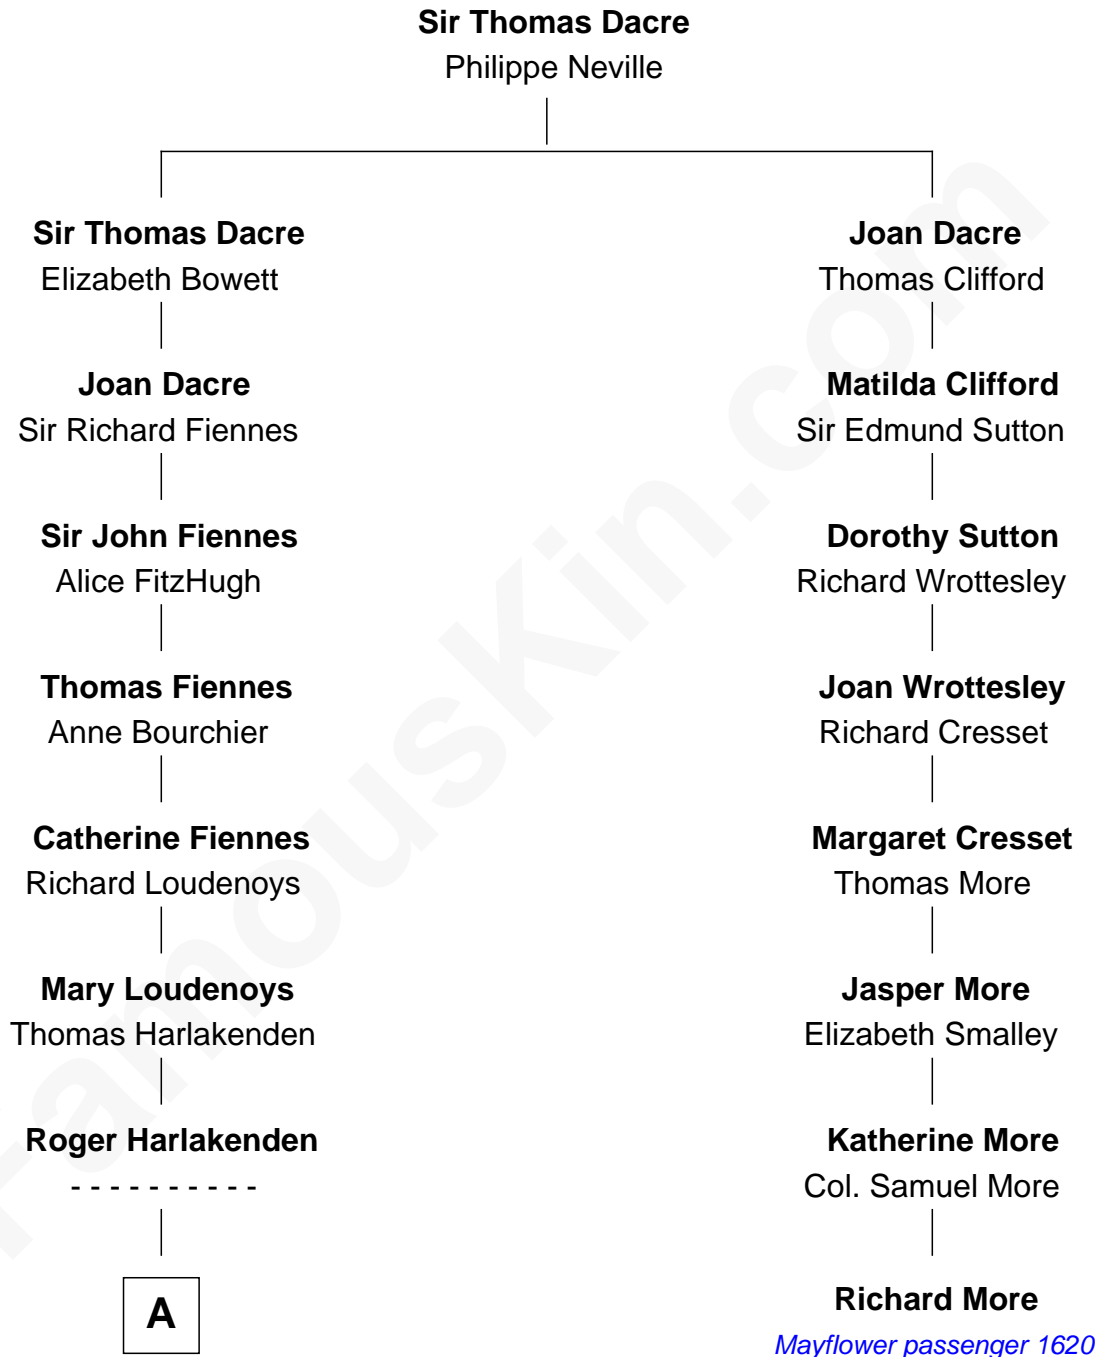 Sir Thomas Dacre
Philippe Neville
Sir Thomas Dacre
Elizabeth Bowett
Joan Dacre
Sir Richard Fiennes
Sir John Fiennes
Alice FitzHugh
Thomas Fiennes
Anne Bourchier
Catherine Fiennes
Richard Loudenoys
Mary Loudenoys
Thomas Harlakenden
Roger Harlakenden
- - - - - - - - - -
A
Joan Dacre
Thomas Clifford
Matilda Clifford
Sir Edmund Sutton
Dorothy Sutton
Richard Wrottesley
Joan Wrottesley
Richard Cresset
Margaret Cresset
Thomas More
Jasper More
Elizabeth Smalley
Katherine More
Col. Samuel More
Richard More
Mayflower passenger 1620
FamousKin.com